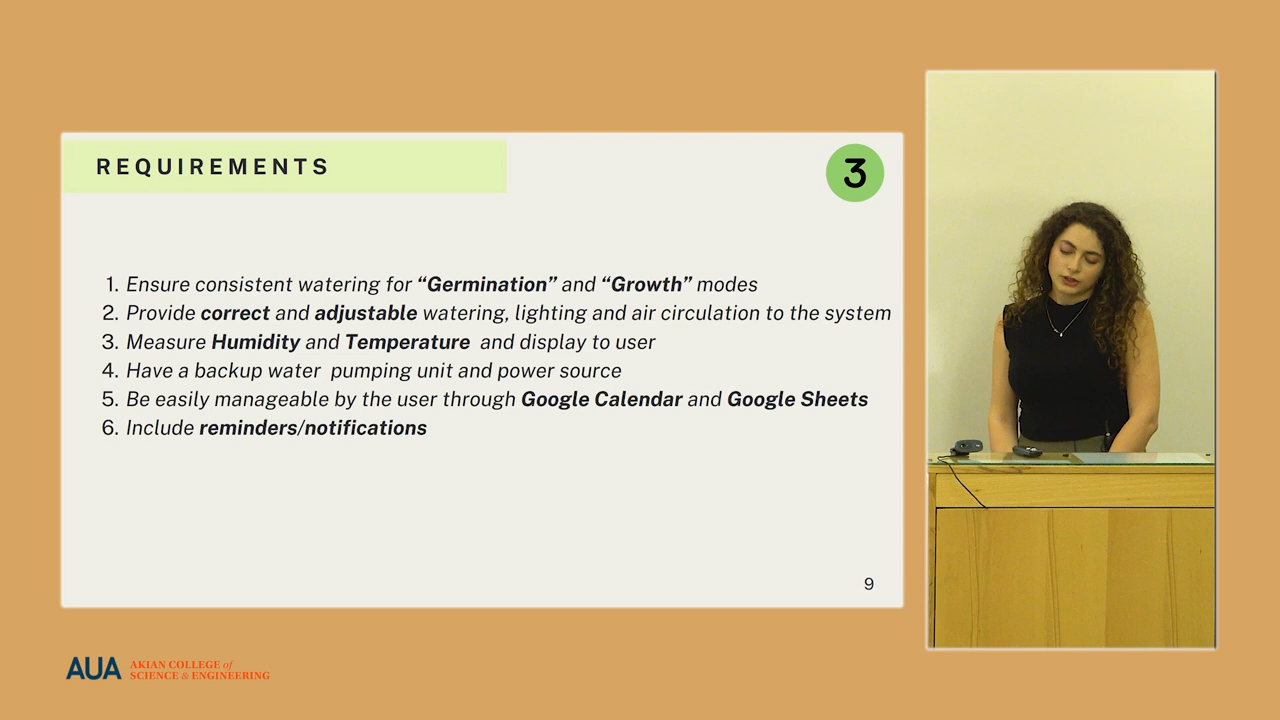 REQUIREMENTS
3
1. Ensure consistent watering for “Germination” and “Growth” modes
2. Provide correct and adjustable watering, lighting and air circulation to the system
3. Measure Humidity and Temperature and display to user
4. Have a backup water pumping unit and power source
5. Be easily manageable by the user through Google Calendar and Google Sheets
6. Include reminders/notifications
9
AUA AKIAN COLLEGE of
SCIENCE & ENGINEERING